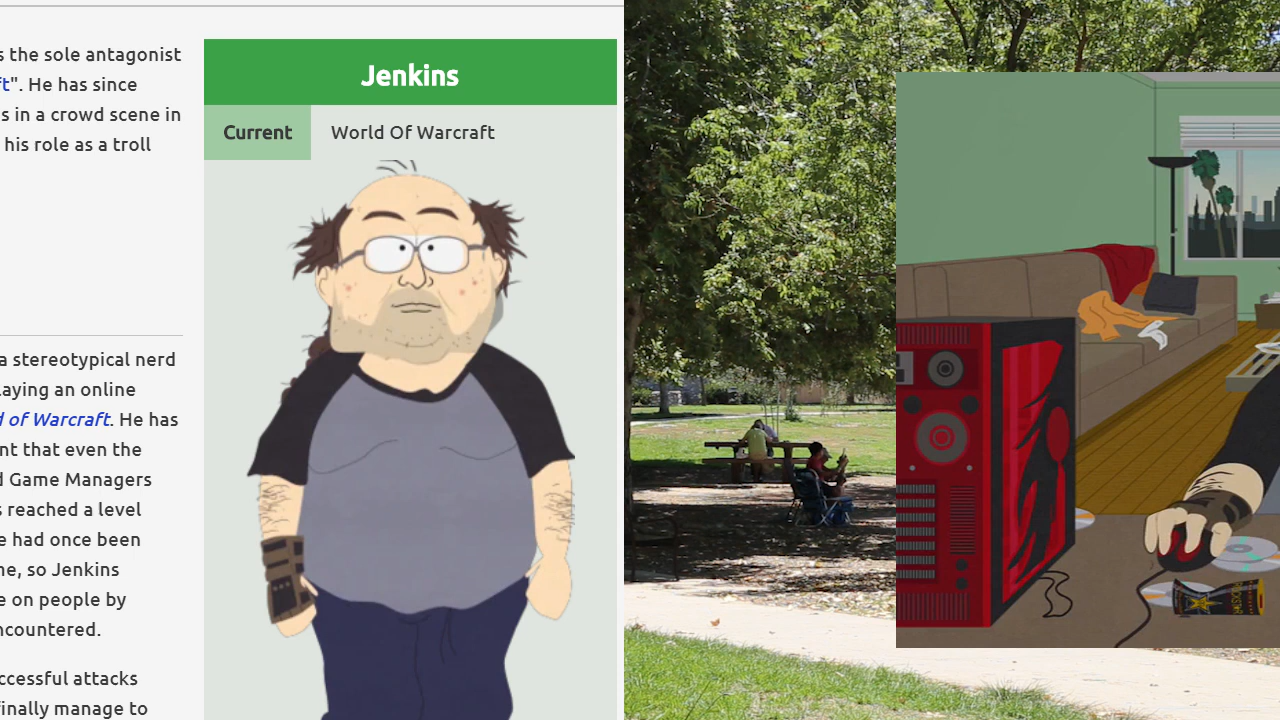 s the sole antagonist
ft". He has since
s in a crowd scene in
his role as a troll
a stereotypical nerd
laying an online
d of Warcraft. He has
nt that even the
d Game Managers
s reached a level
e had once been
ne, so Jenkins
e on people by
ncountered.
ccessful attacks
finally manage to
Jenkins
Current
World Of Warcraft